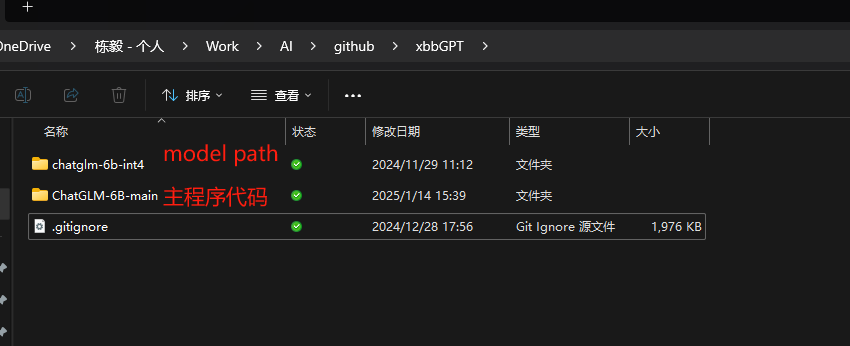 OneDrive > 栋毅 - 个人 > Work > AI > github > xbbGPT >
排序 查看 ...
名称 状态 修改日期 类型 大小
chatglm-6b-int4 model path 2024/11/29 11:12 文件夹
ChatGLM-6B-main 主程序代码 2025/1/14 15:39 文件夹
.gitignore 2024/12/28 17:56 Git Ignore 源文件 1,976 KB